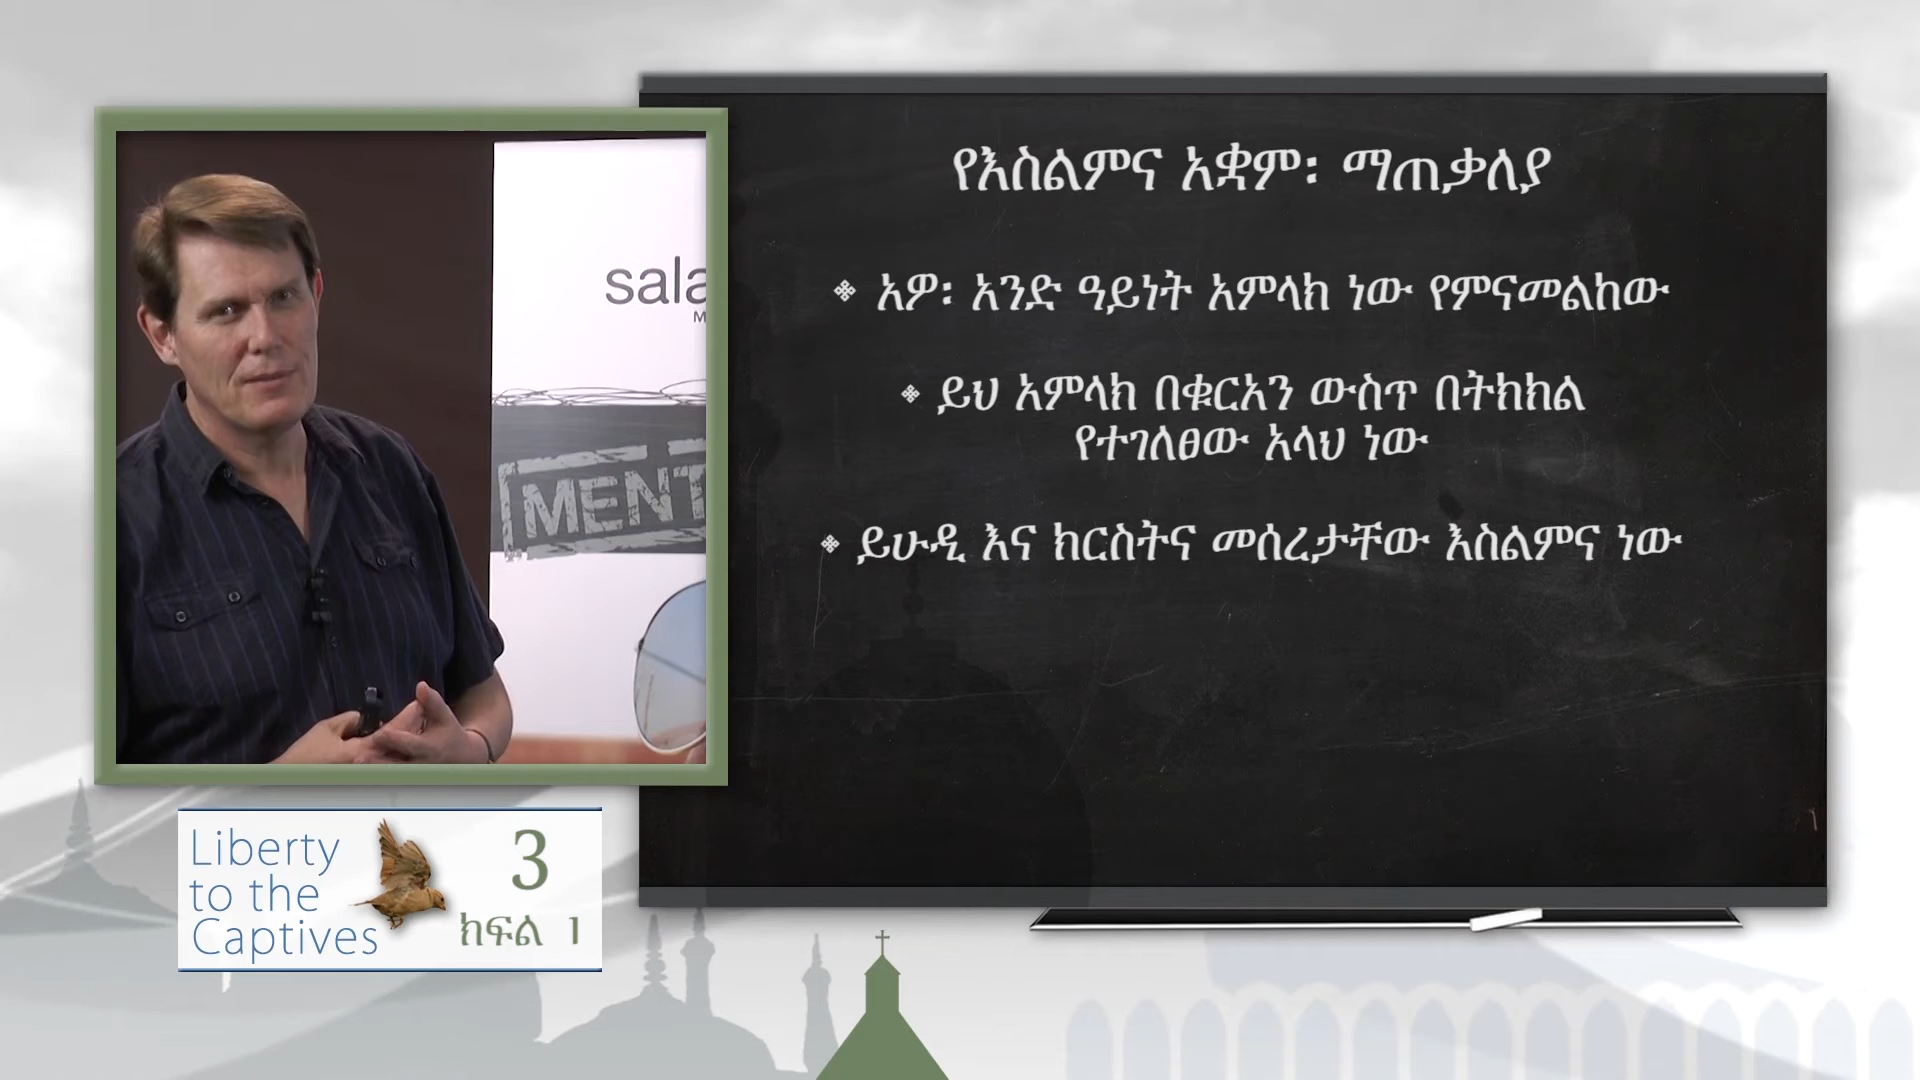 የእስልምና አቋም፡ ማጠቃለያ
አዎ፡ አንድ ዓይነት አምላክ ነው የምናመልከው
ይህ አምላክ በቁርአን ውስጥ በትክክል
የተገለፀው አላህ ነው
ይሁዲ እና ክርስትና መሰረታቸው እስልምና ነው
sala
M
MENT
Liberty
to the
Captives
3
ክፍል 1